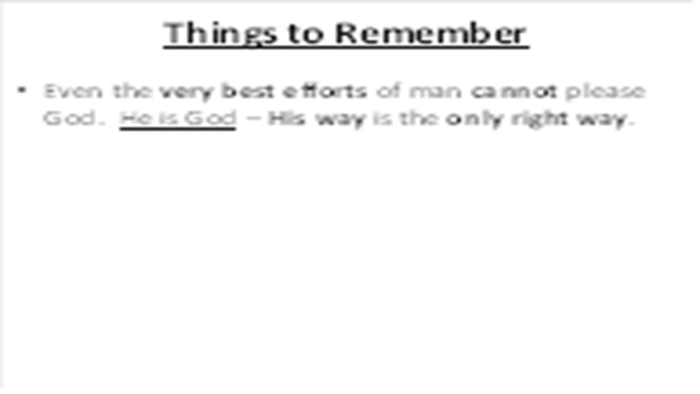 Things to Remember
• Even the very best efforts of man cannot please
God. He is God – His way is the only right way.